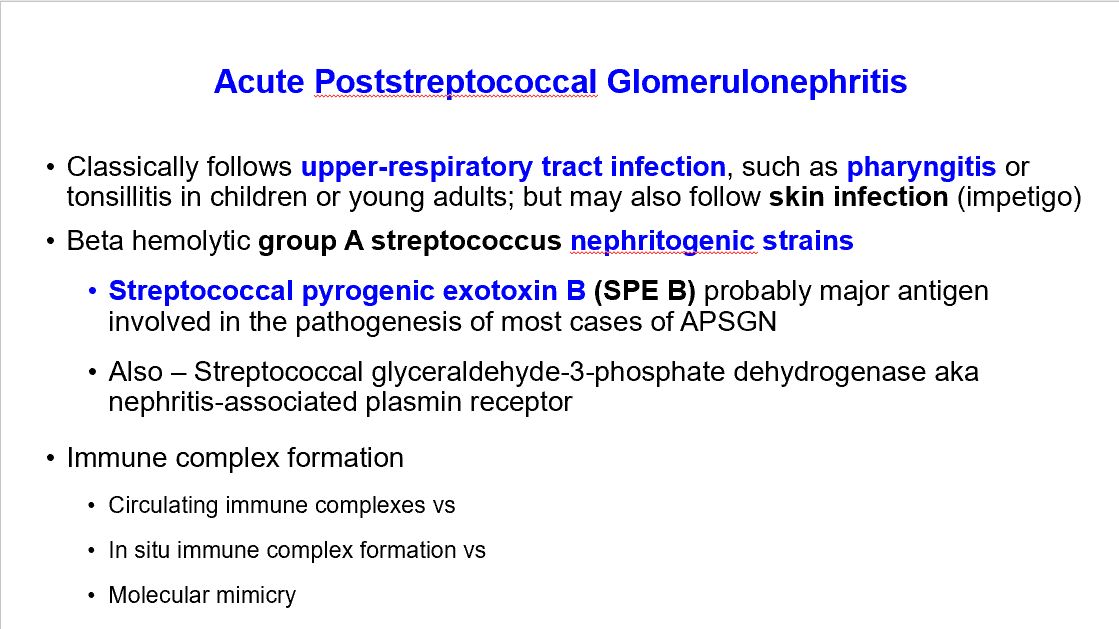 Acute Poststreptococcal Glomerulonephritis
• Classically follows upper-respiratory tract infection, such as pharyngitis or
tonsillitis in children or young adults; but may also follow skin infection (impetigo)
• Beta hemolytic group A streptococcus nephritogenic strains
• Streptococcal pyrogenic exotoxin B (SPE B) probably major antigen
involved in the pathogenesis of most cases of APSGN
• Also – Streptococcal glyceraldehyde-3-phosphate dehydrogenase aka
nephritis-associated plasmin receptor
• Immune complex formation
• Circulating immune complexes vs
• In situ immune complex formation vs
• Molecular mimicry